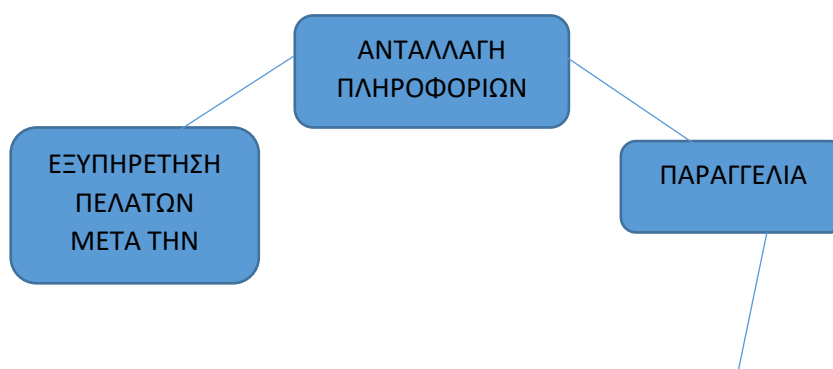 ΑΝΤΑΛΛΑΓΗ
ΠΛΗΡΟΦΟΡΙΩΝ
ΕΞΥΠΗΡΕΤΗΣΗ
ΠΕΛΑΤΩΝ
ΜΕΤΑ ΤΗΝ
ΠΑΡΑΓΓΕΛΙΑ